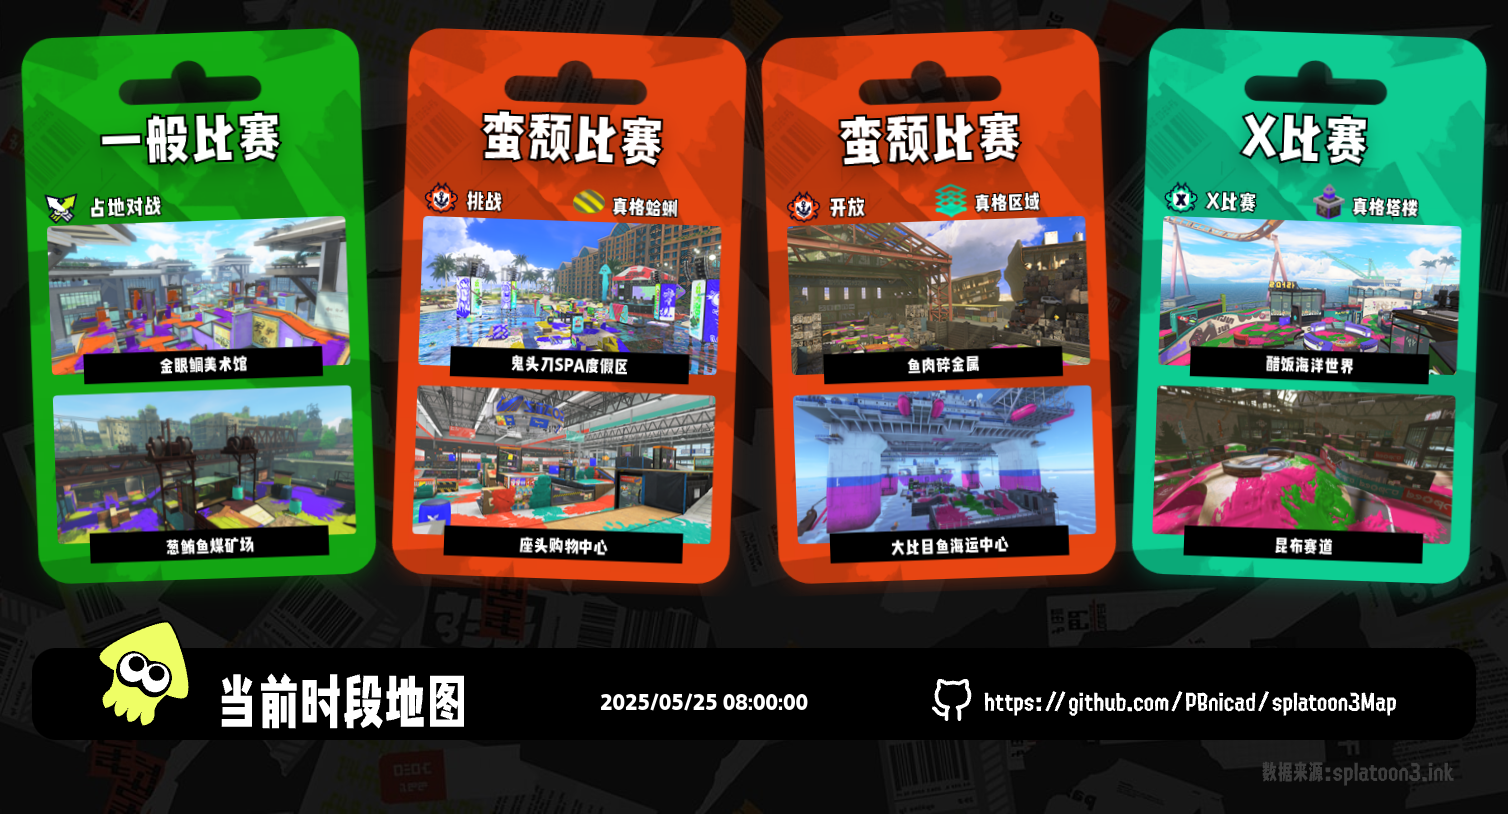 一般比赛
占地对战
金眼鲷美术馆
葱鲔鱼煤矿场
蛮颓比赛
挑战
真格蛤蜊
鬼头刀SPA度假区
座头购物中心
蛮颓比赛
开放
真格区域
鱼肉碎金属
大比目鱼海运中心
X比赛
X比赛
真格塔楼
醋饭海洋世界
昆布赛道
当前时段地图
2025/05/25 08:00:00
https://github.com/PBnicad/splatoon3Map
数据来源:splatoon3.ink